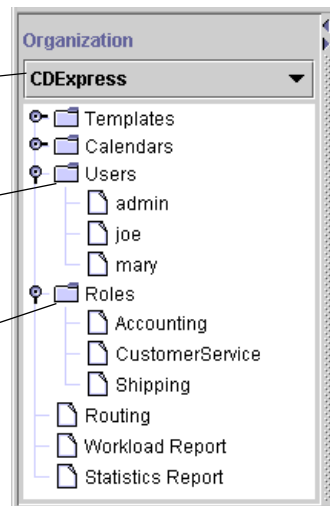 Organization
CDExpress
Templates
Calendars
Users
admin
joe
mary
Roles
Accounting
CustomerService
Shipping
Routing
Workload Report
Statistics Report